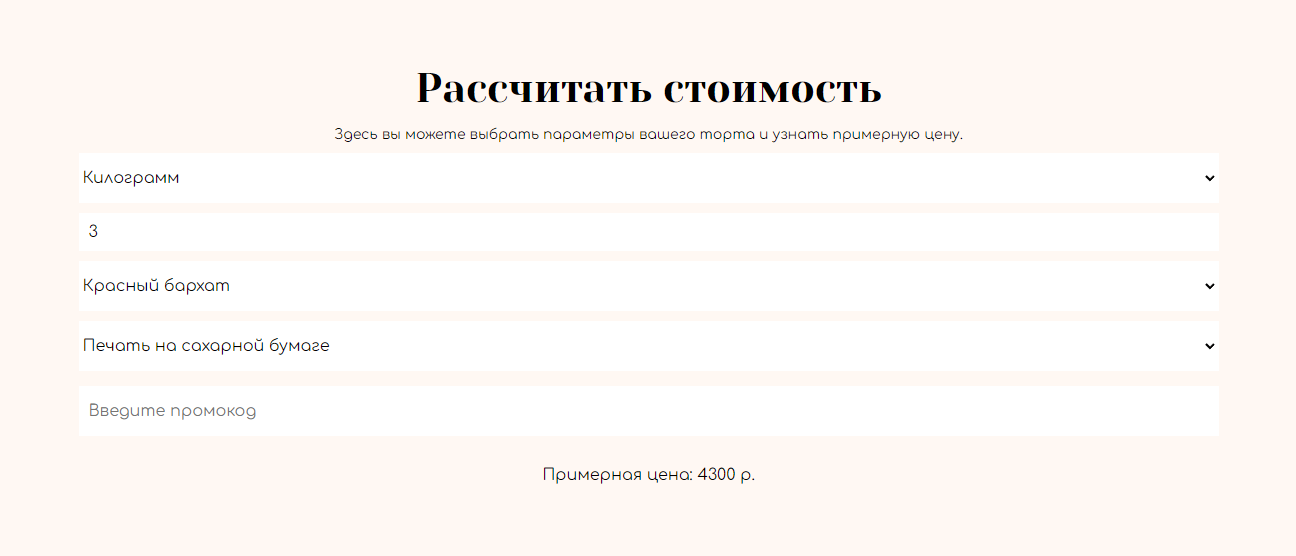 Рассчитать стоимость
Здесь вы можете выбрать параметры вашего торта и узнать примерную цену.
Килограмм
3
Красный бархат
Печать на сахарной бумаге
Введите промокод
Примерная цена: 4300 р.